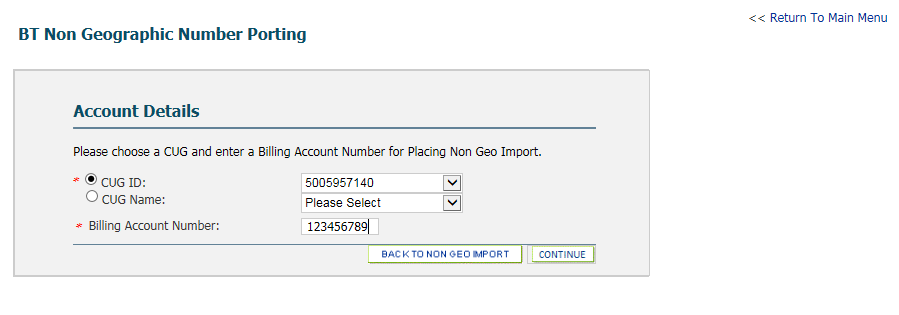 << Return To Main Menu
BT Non Geographic Number Porting
Account Details
Please choose a CUG and enter a Billing Account Number for Placing Non Geo Import.
* CUG ID: 5005957140
CUG Name: Please Select
* Billing Account Number: 123456789
BACK TO NON GEO IMPORT CONTINUE